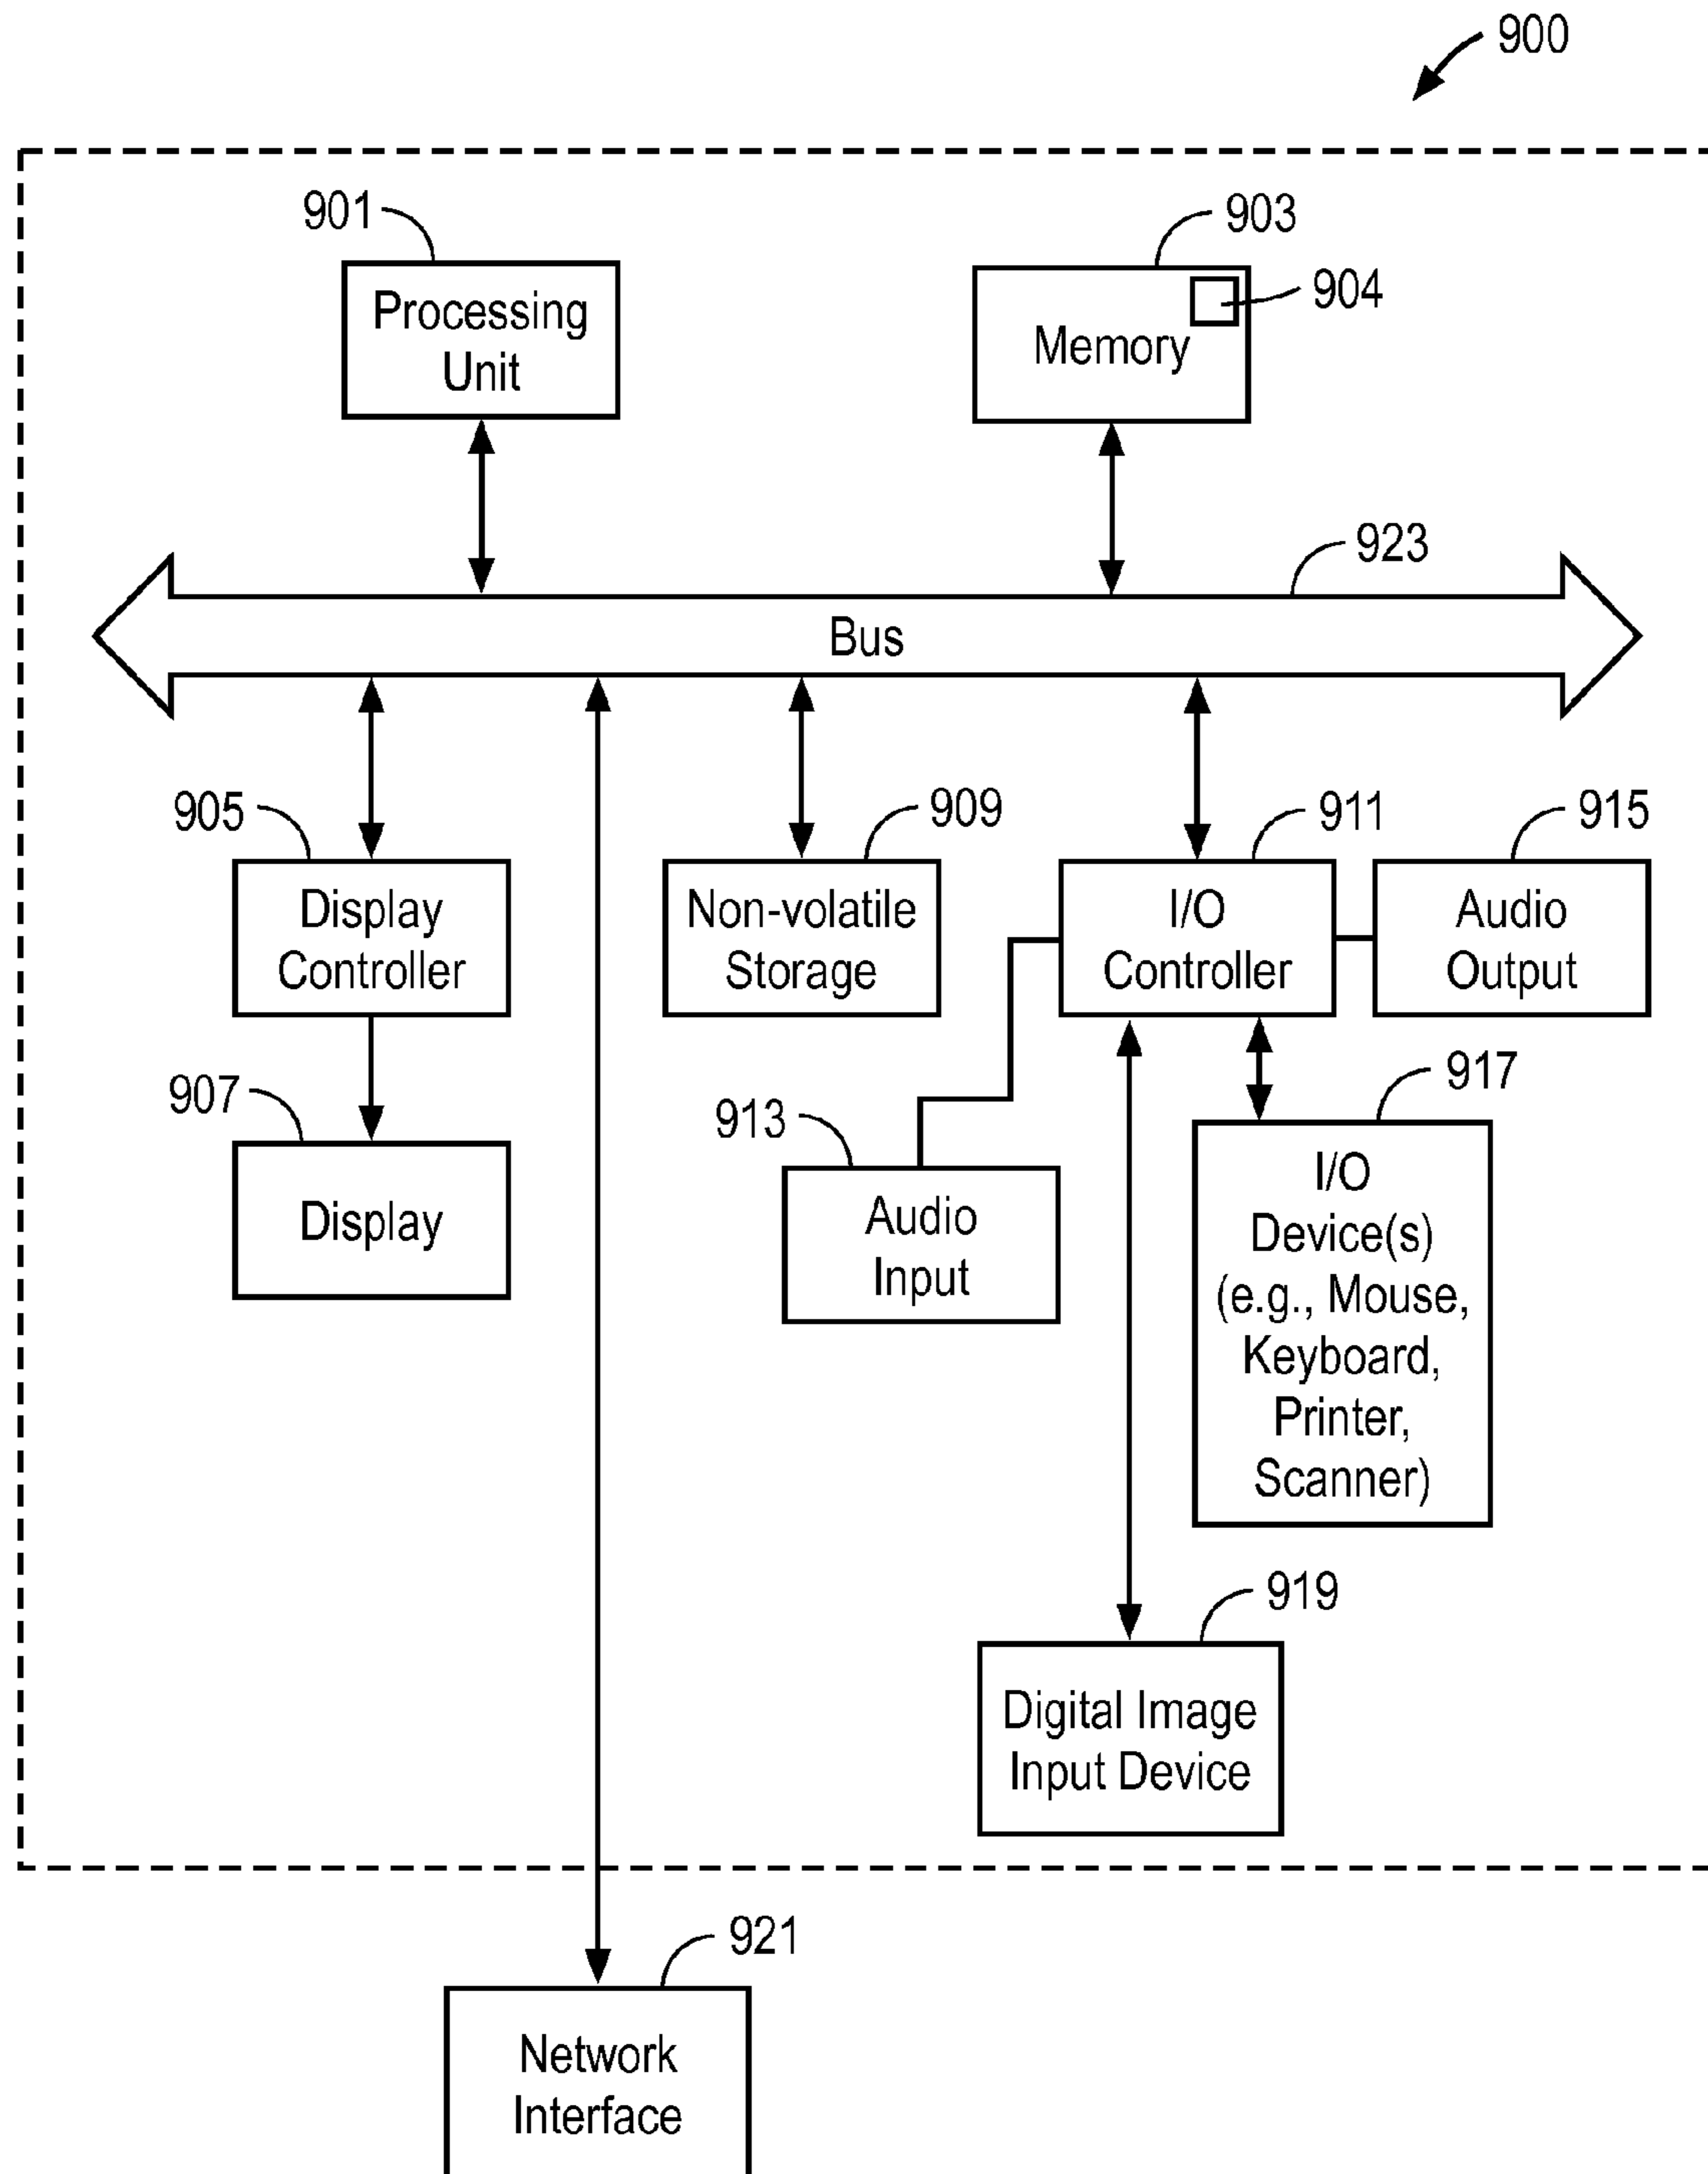 900
901
903
Processing
Unit
904
Memory
923
Bus
905
909
911
915
Display
Controller
Non-volatile
Storage
I/O
Controller
Audio
Output
907
913
917
Display
Audio
Input
I/O
Device(s)
(e.g., Mouse,
Keyboard,
Printer,
Scanner)
919
Digital Image
Input Device
921
Network
Interface